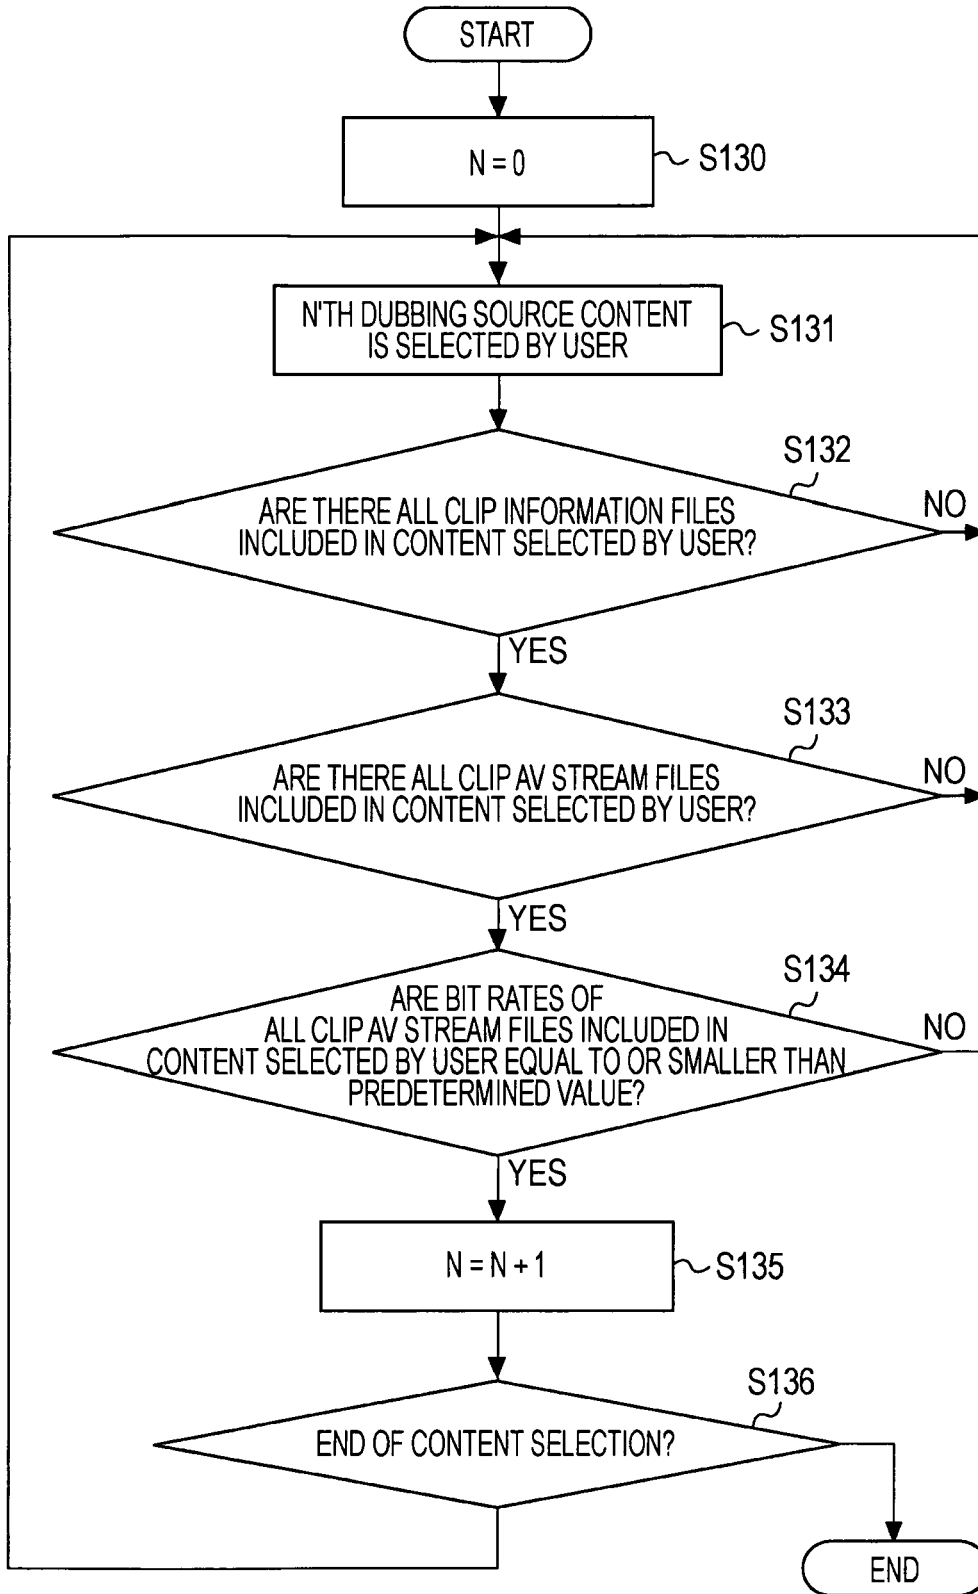 START
N = 0
S130
N'TH DUBBING SOURCE CONTENT
IS SELECTED BY USER
S131
S132
ARE THERE ALL CLIP INFORMATION FILES
INCLUDED IN CONTENT SELECTED BY USER?
NO
YES
S133
ARE THERE ALL CLIP AV STREAM FILES
INCLUDED IN CONTENT SELECTED BY USER?
NO
YES
S134
ARE BIT RATES OF
ALL CLIP AV STREAM FILES INCLUDED IN
CONTENT SELECTED BY USER EQUAL TO OR SMALLER THAN
PREDETERMINED VALUE?
NO
YES
N = N + 1
S135
S136
END OF CONTENT SELECTION?
END